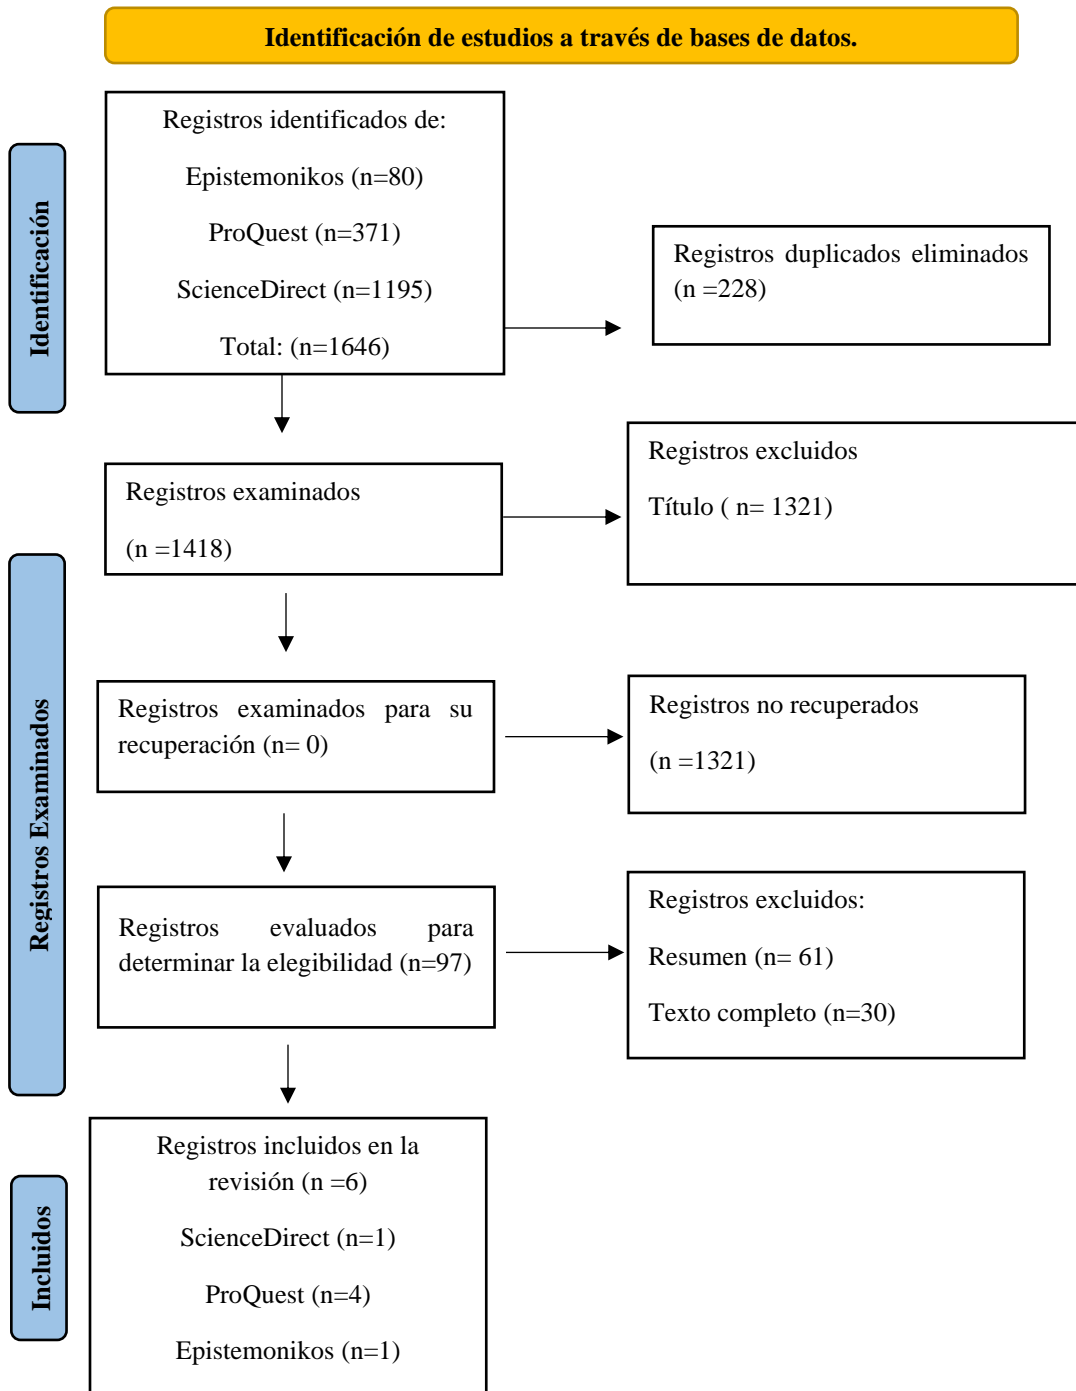 Identificación de estudios a través de bases de datos.
Identificación
Registros identificados de:
Epistemonikos (n=80)
ProQuest (n=371)
ScienceDirect (n=1195)
Total: (n=1646)
Registros duplicados eliminados
(n =228)
Registros Examinados
Registros examinados
(n =1418)
Registros excluidos
Título ( n= 1321)
Registros examinados para su
recuperación (n= 0)
Registros no recuperados
(n =1321)
Registros evaluados para
determinar la elegibilidad (n=97)
Registros excluidos:
Resumen (n= 61)
Texto completo (n=30)
Incluidos
Registros incluidos en la
revisión (n =6)
ScienceDirect (n=1)
ProQuest (n=4)
Epistemonikos (n=1)